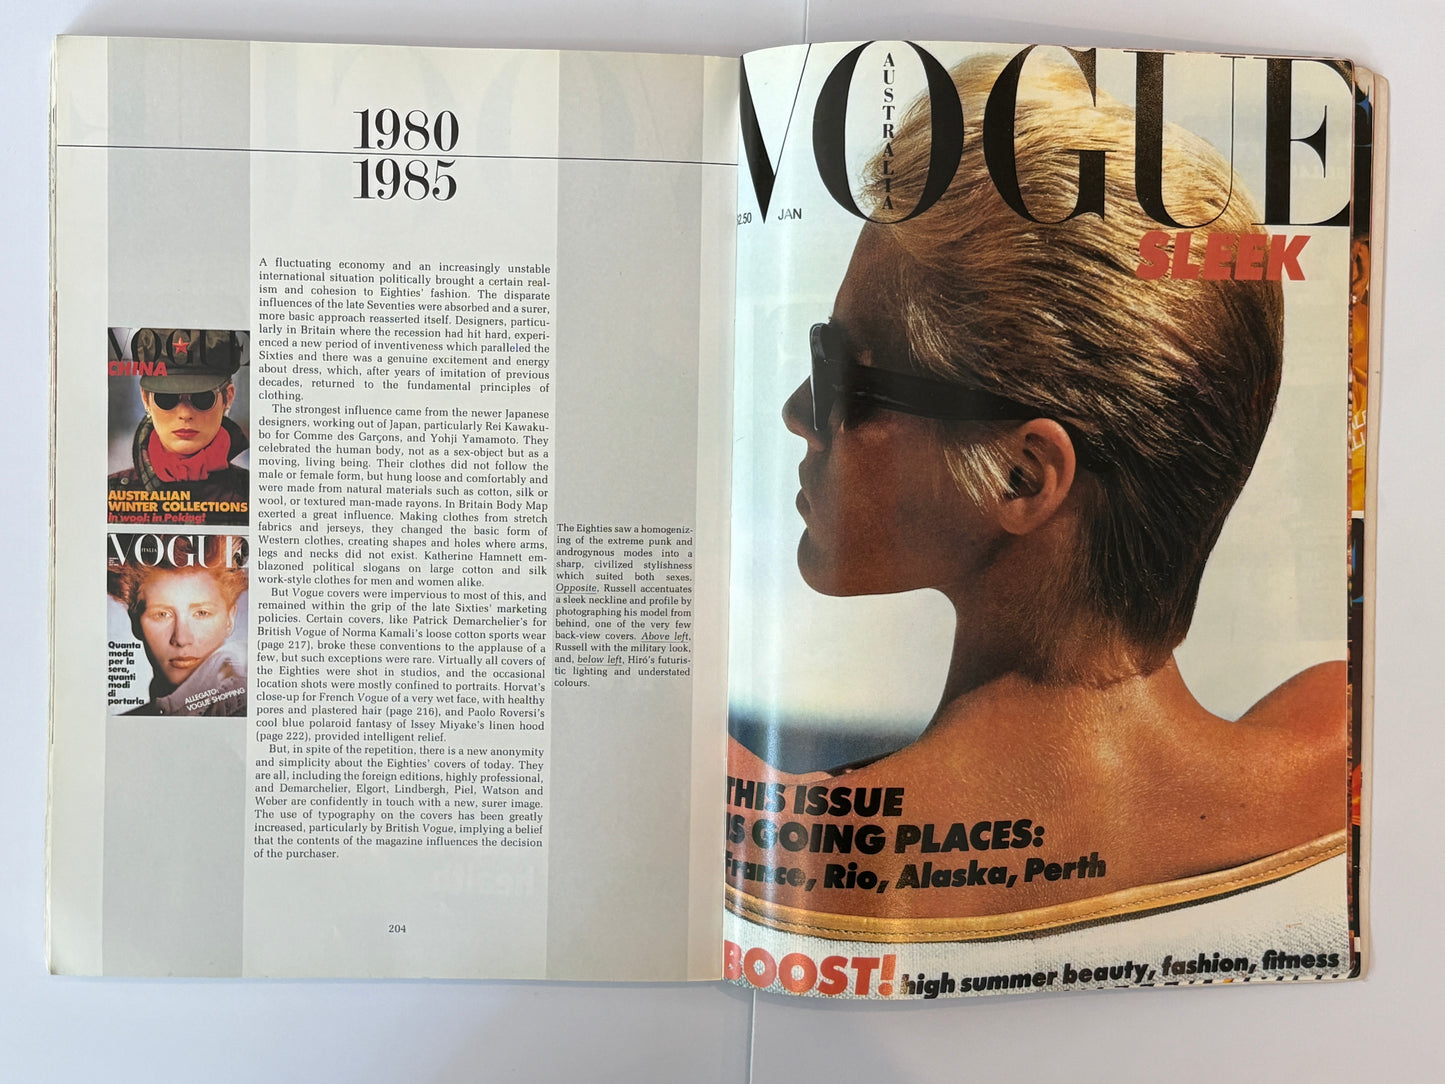 1980
1985
A fluctuating economy and an increasingly unstable
international situation politically brought a certain real-
ism and cohesion to Eighties' fashion. The disparate
influences of the late Seventies were absorbed and a surer,
more basic approach reasserted itself. Designers, particu-
larly in Britain where the recession had hit hard, experi-
enced a new period of inventiveness which paralleled the
Sixties and there was a genuine excitement and energy
about dress, which, after years of imitation of previous
decades, returned to the fundamental principles of
clothing.
The strongest influence came from the newer Japanese
designers, working out of Japan, particularly Rei Kawaku-
bo for Comme des Garçons, and Yohji Yamamoto. They
celebrated the human body, not as a sex-object but as a
moving, living being. Their clothes did not follow the
male or female form, but hung loose and comfortably and
were made from natural materials such as cotton, silk or
wool, or textured man-made rayons. In Britain Body Map
exerted a great influence. Making clothes from stretch
fabrics and jerseys, they changed the basic form of
Western clothes, creating shapes and holes where arms,
legs and necks did not exist. Katherine Hamnett em-
blazoned political slogans on large cotton and silk
work-style clothes for men and women alike.
But Vogue covers were impervious to most of this, and
remained within the grip of the late Sixties' marketing
policies. Certain covers, like Patrick Demarchelier's for
British Vogue of Norma Kamali's loose cotton sports wear
(page 217), broke these conventions to the applause of a
few, but such exceptions were rare. Virtually all covers of
the Eighties were shot in studios, and the occasional
location shots were mostly confined to portraits. Horvat's
close-up for French Vogue of a very wet face, with healthy
pores and plastered hair (page 216), and Paolo Roversi's
cool blue polaroid fantasy of Issey Miyake's linen hood
(page 222), provided intelligent relief.
But, in spite of the repetition, there is a new anonymity
and simplicity about the Eighties' covers of today. They
are all, including the foreign editions, highly professional,
and Demarchelier, Elgort, Lindbergh, Piel, Watson and
Weber are confidently in touch with a new, surer image.
The use of typography on the covers has been greatly
increased, particularly by British Vogue, implying a belief
that the contents of the magazine influences the decision
of the purchaser.
204
VOGUE
CHINA
AUSTRALIAN
WINTER COLLECTIONS
In wool: in Peking!
VOGUE
ITALIA
Quanta
moda
per la
sera,
quanti
modi
di
portarla
ALLEGATO:
VOGUE SHOPPING
The Eighties saw a homogeniz-
ing of the extreme punk and
androgynous modes into a
sharp, civilized stylishness
which suited both sexes.
Opposite, Russell accentuates
a sleek neckline and profile by
photographing his model from
behind, one of the very few
back-view covers. Above left,
Russell with the military look,
and, below left, Hiró's futuris-
tic lighting and understated
colours.
VOGUE
AUSTRALIA
$2.50 JAN
SLEEK
THIS ISSUE
IS GOING PLACES:
France, Rio, Alaska, Perth
BOOST! high summer beauty, fashion, fitness